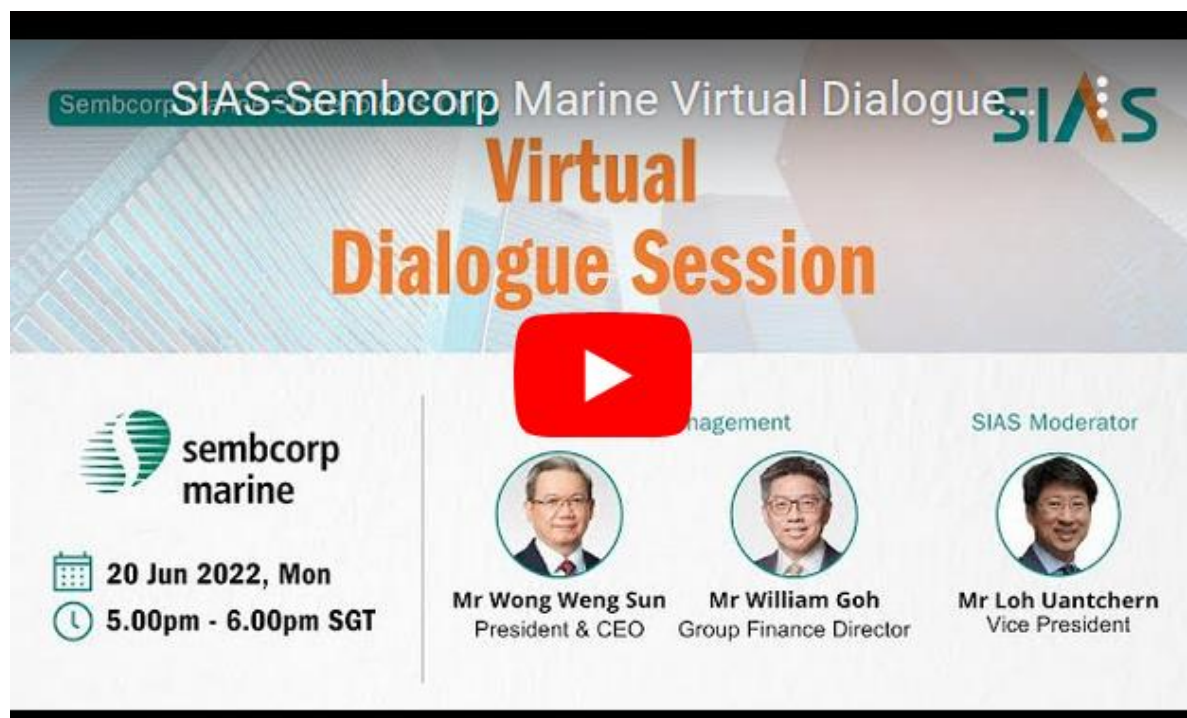 SIAS-Sembcorp Marine Virtual Dialogue...
Sembcorp
SIAS
Virtual
Dialogue Session
nagement
SIAS Moderator
sembcorp
marine
20 Jun 2022, Mon
5.00pm - 6.00pm SGT
Mr Wong Weng Sun
President & CEO
Mr William Goh
Group Finance Director
Mr Loh Uantchern
Vice President